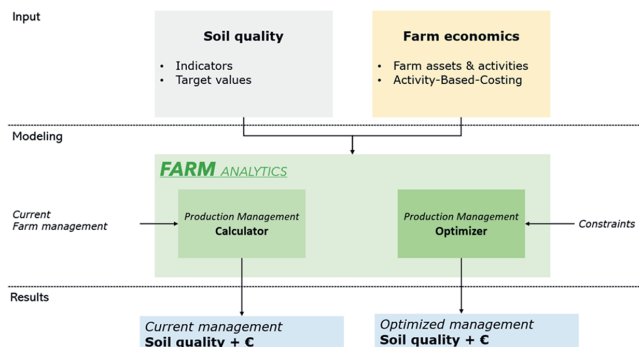 Input
Soil quality
• Indicators
• Target values
Farm economics
• Farm assets & activities
• Activity-Based-Costing
Modeling
FARM ANALYTICS
Current
Farm management
Production Management
Calculator
Production Management
Optimizer
Constraints
Results
Current management
Soil quality + €
Optimized management
Soil quality + €